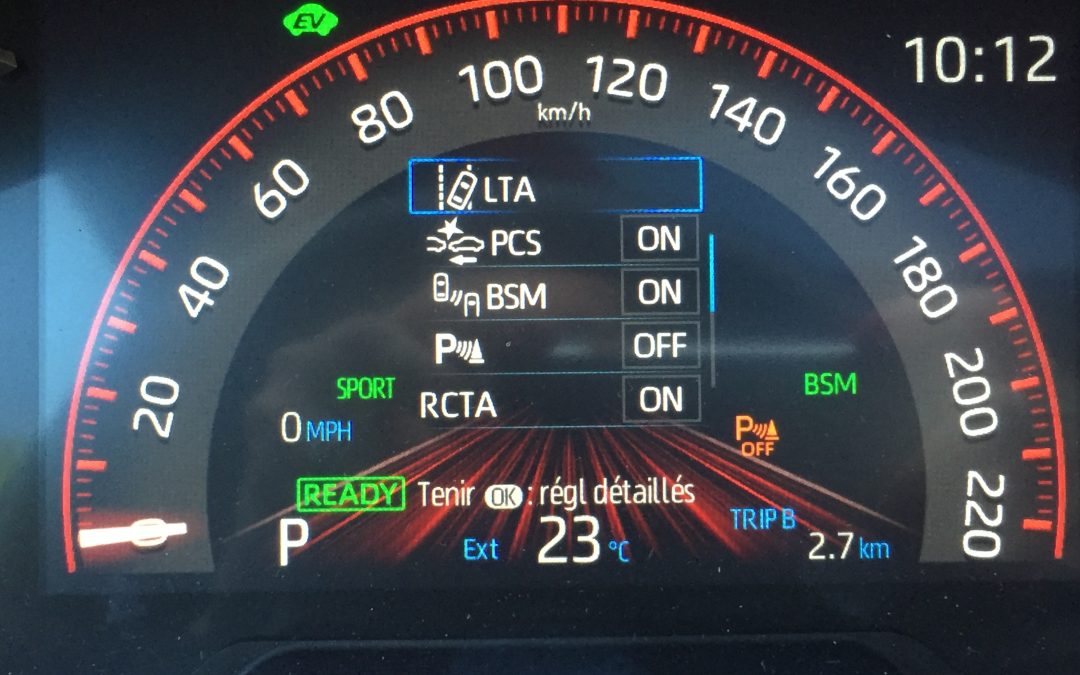 EV
10:12
20
40
60
80
100
120
140
160
180
200
220
km/h
LTA
PCS ON
BSM ON
P OFF
RCTA ON
SPORT
BSM
0 MPH
P
OFF
READY Tenir OK : régl détaillés
P
Ext 23 °C
TRIP B
2.7 km